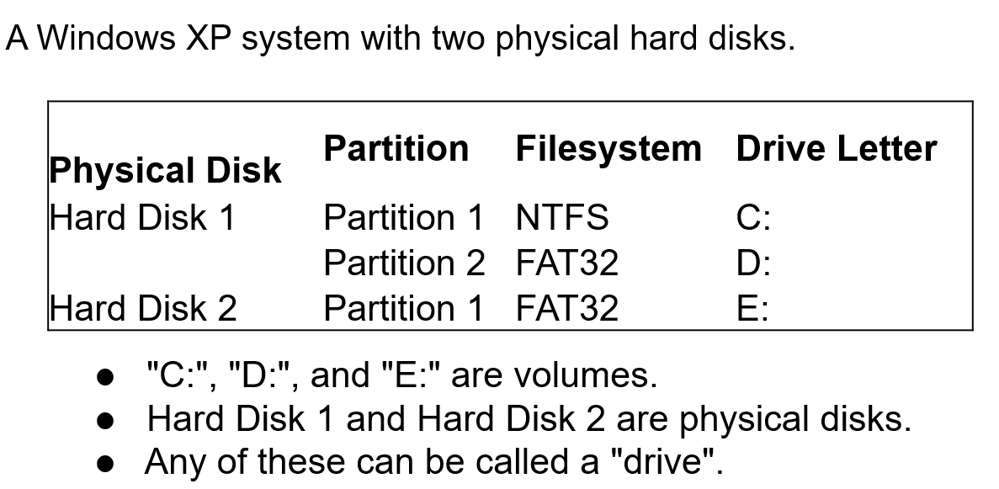 A Windows XP system with two physical hard disks.
Physical Disk Partition Filesystem Drive Letter
Hard Disk 1 Partition 1 NTFS C:
Partition 2 FAT32 D:
Hard Disk 2 Partition 1 FAT32 E:
● "C:", "D:", and "E:" are volumes.
● Hard Disk 1 and Hard Disk 2 are physical disks.
● Any of these can be called a "drive".